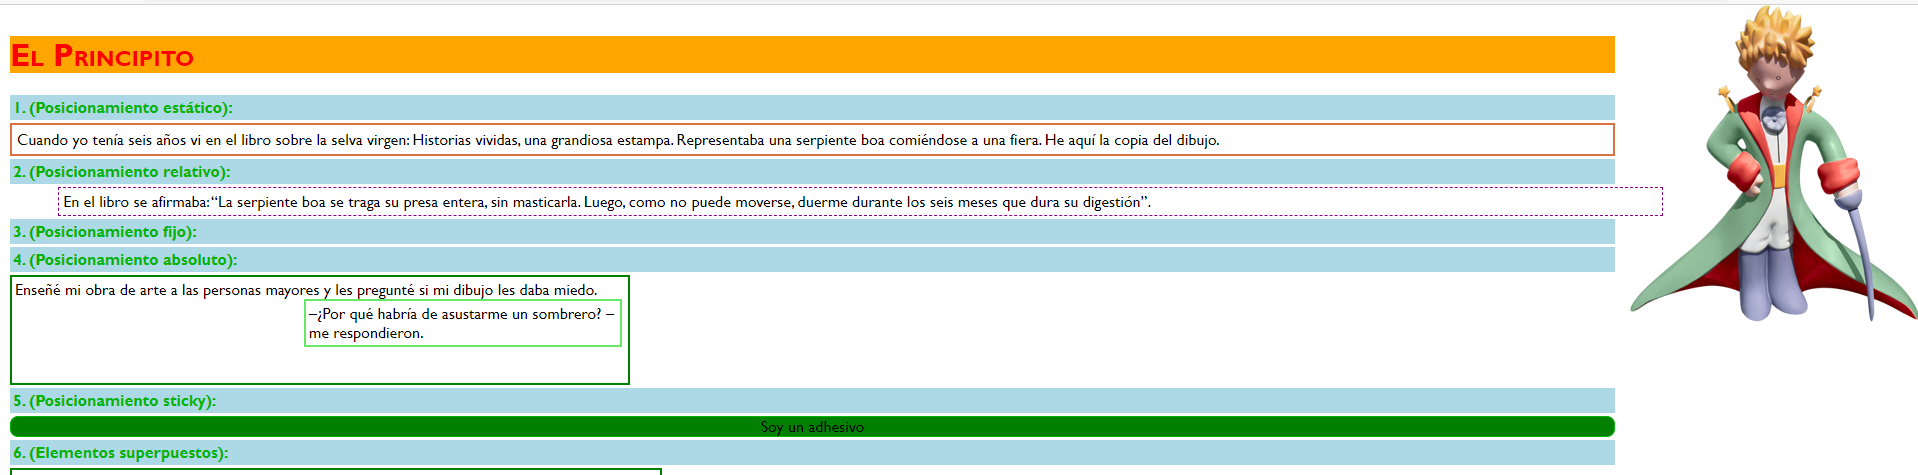 El Principito
1. (Posicionamiento estático):
Cuando yo tenía seis años vi en el libro sobre la selva virgen: Historias vividas, una grandiosa estampa. Representaba una serpiente boa comiéndose a una fiera. He aquí la copia del dibujo.
2. (Posicionamiento relativo):
En el libro se afirmaba: “La serpiente boa se traga su presa entera, sin masticarla. Luego, como no puede moverse, duerme durante los seis meses que dura su digestión”.
3. (Posicionamiento fijo):
4. (Posicionamiento absoluto):
Enseñé mi obra de arte a las personas mayores y les pregunté si mi dibujo les daba miedo.
–¿Por qué habría de asustarme un sombrero? –
me respondieron.
5. (Posicionamiento sticky):
Soy un adhesivo
6. (Elementos superpuestos):